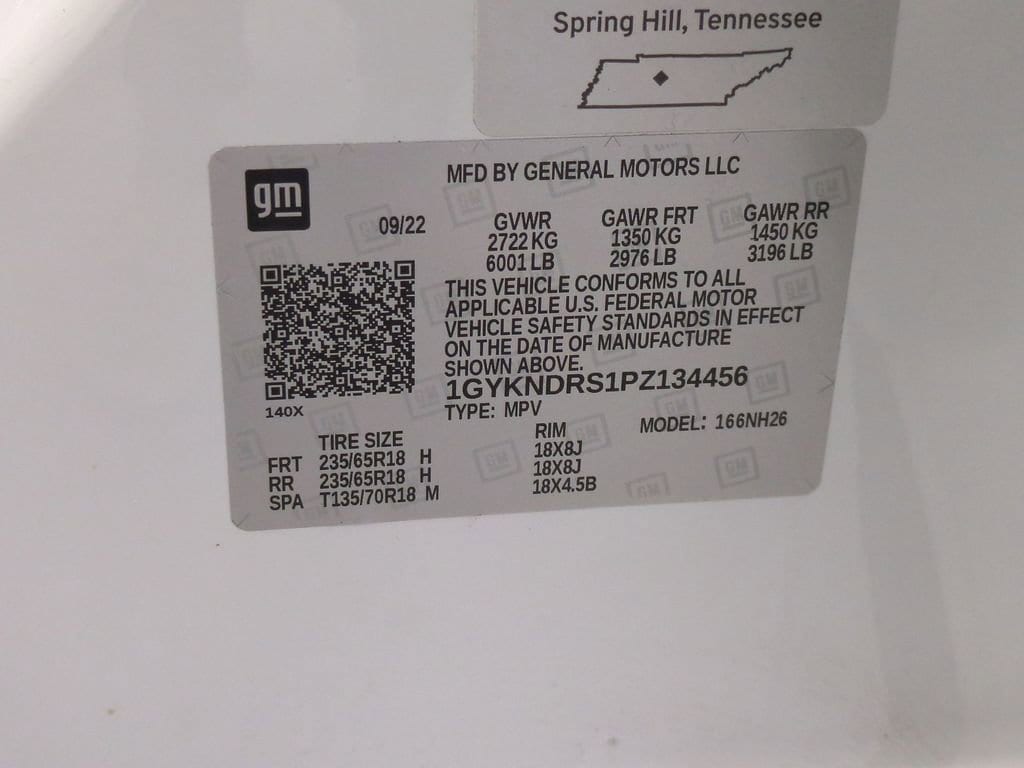 Spring Hill, Tennessee
gm
MFD BY GENERAL MOTORS LLC
09/22
GVWR GAWR FRT GAWR RR
2722 KG 1350 KG 1450 KG
6001 LB 2976 LB 3196 LB
THIS VEHICLE CONFORMS TO ALL
APPLICABLE U.S. FEDERAL MOTOR
VEHICLE SAFETY STANDARDS IN EFFECT
ON THE DATE OF MANUFACTURE
SHOWN ABOVE.
1GYKNDRS1PZ134456
140X
TYPE: MPV
MODEL: 166NH26
TIRE SIZE RIM
FRT 235/65R18 H 18X8J
RR 235/65R18 H 18X8J
SPA T135/70R18 M 18X4.5B